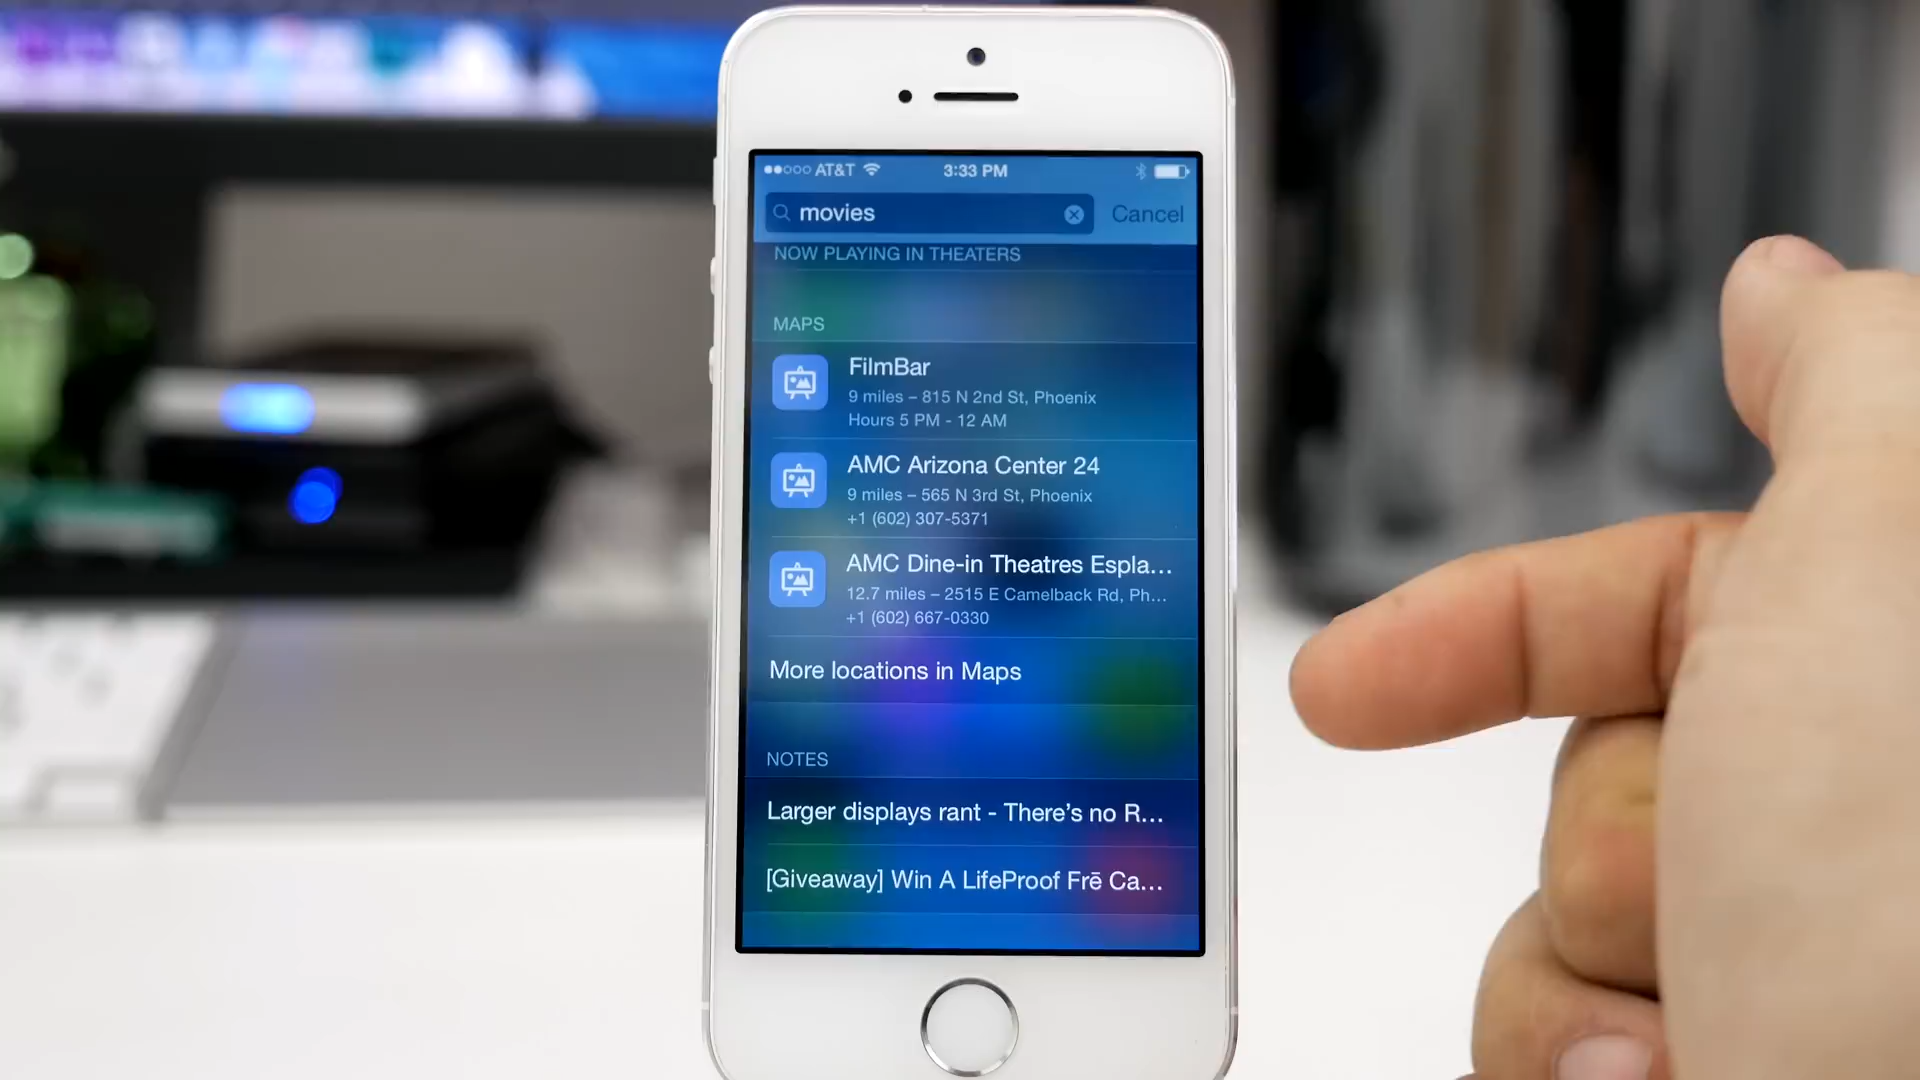 AT&T 3:33 PM
movies Cancel
NOW PLAYING IN THEATERS
MAPS
FilmBar
9 miles – 815 N 2nd St, Phoenix
Hours 5 PM - 12 AM
AMC Arizona Center 24
9 miles – 565 N 3rd St, Phoenix
+1 (602) 307-5371
AMC Dine-in Theatres Espla...
12.7 miles – 2515 E Camelback Rd, Ph...
+1 (602) 667-0330
More locations in Maps
NOTES
Larger displays rant - There's no R...
[Giveaway] Win A LifeProof Frē Ca...